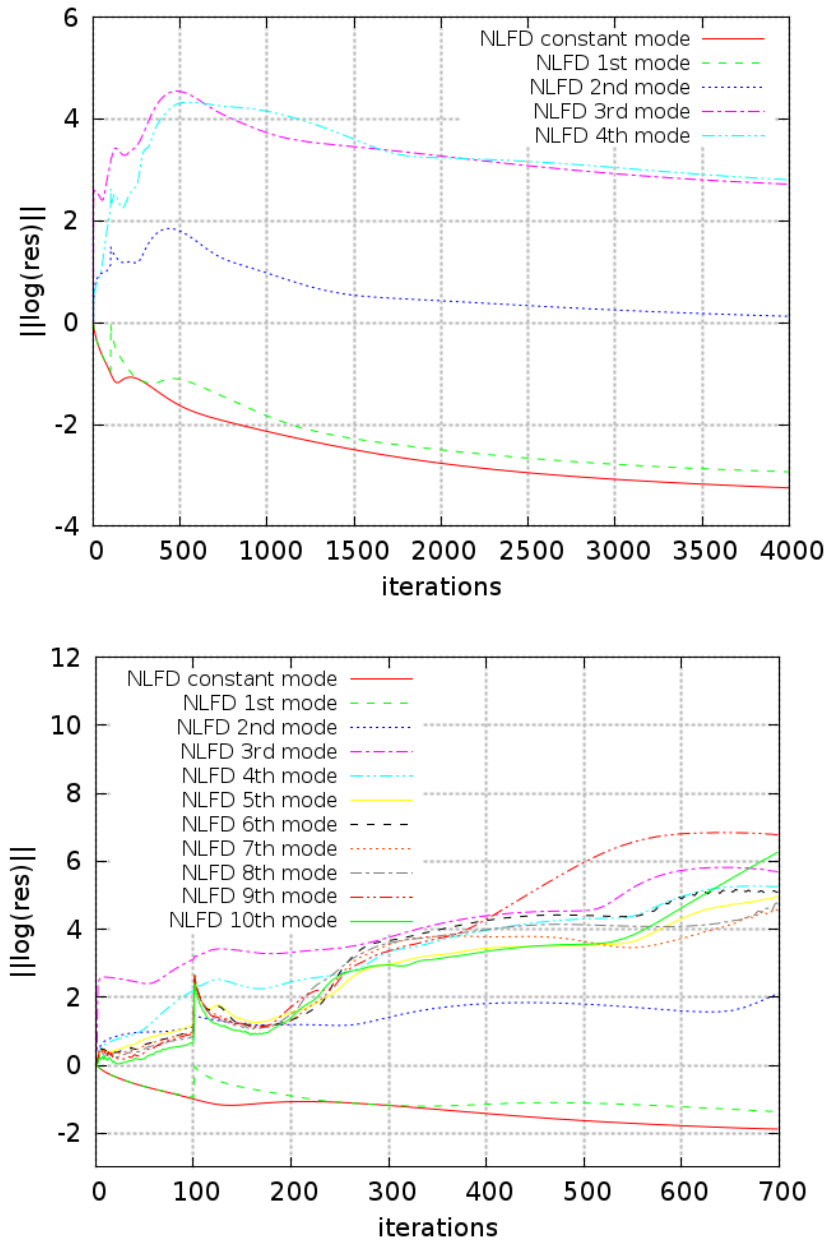 NLFD constant mode
NLFD 1st mode
NLFD 2nd mode
NLFD 3rd mode
NLFD 4th mode
6
4
2
0
-2
-4
||log(res)||
0 500 1000 1500 2000 2500 3000 3500 4000
iterations
NLFD constant mode
NLFD 1st mode
NLFD 2nd mode
NLFD 3rd mode
NLFD 4th mode
NLFD 5th mode
NLFD 6th mode
NLFD 7th mode
NLFD 8th mode
NLFD 9th mode
NLFD 10th mode
12
10
8
6
4
2
0
-2
||log(res)||
0 100 200 300 400 500 600 700
iterations